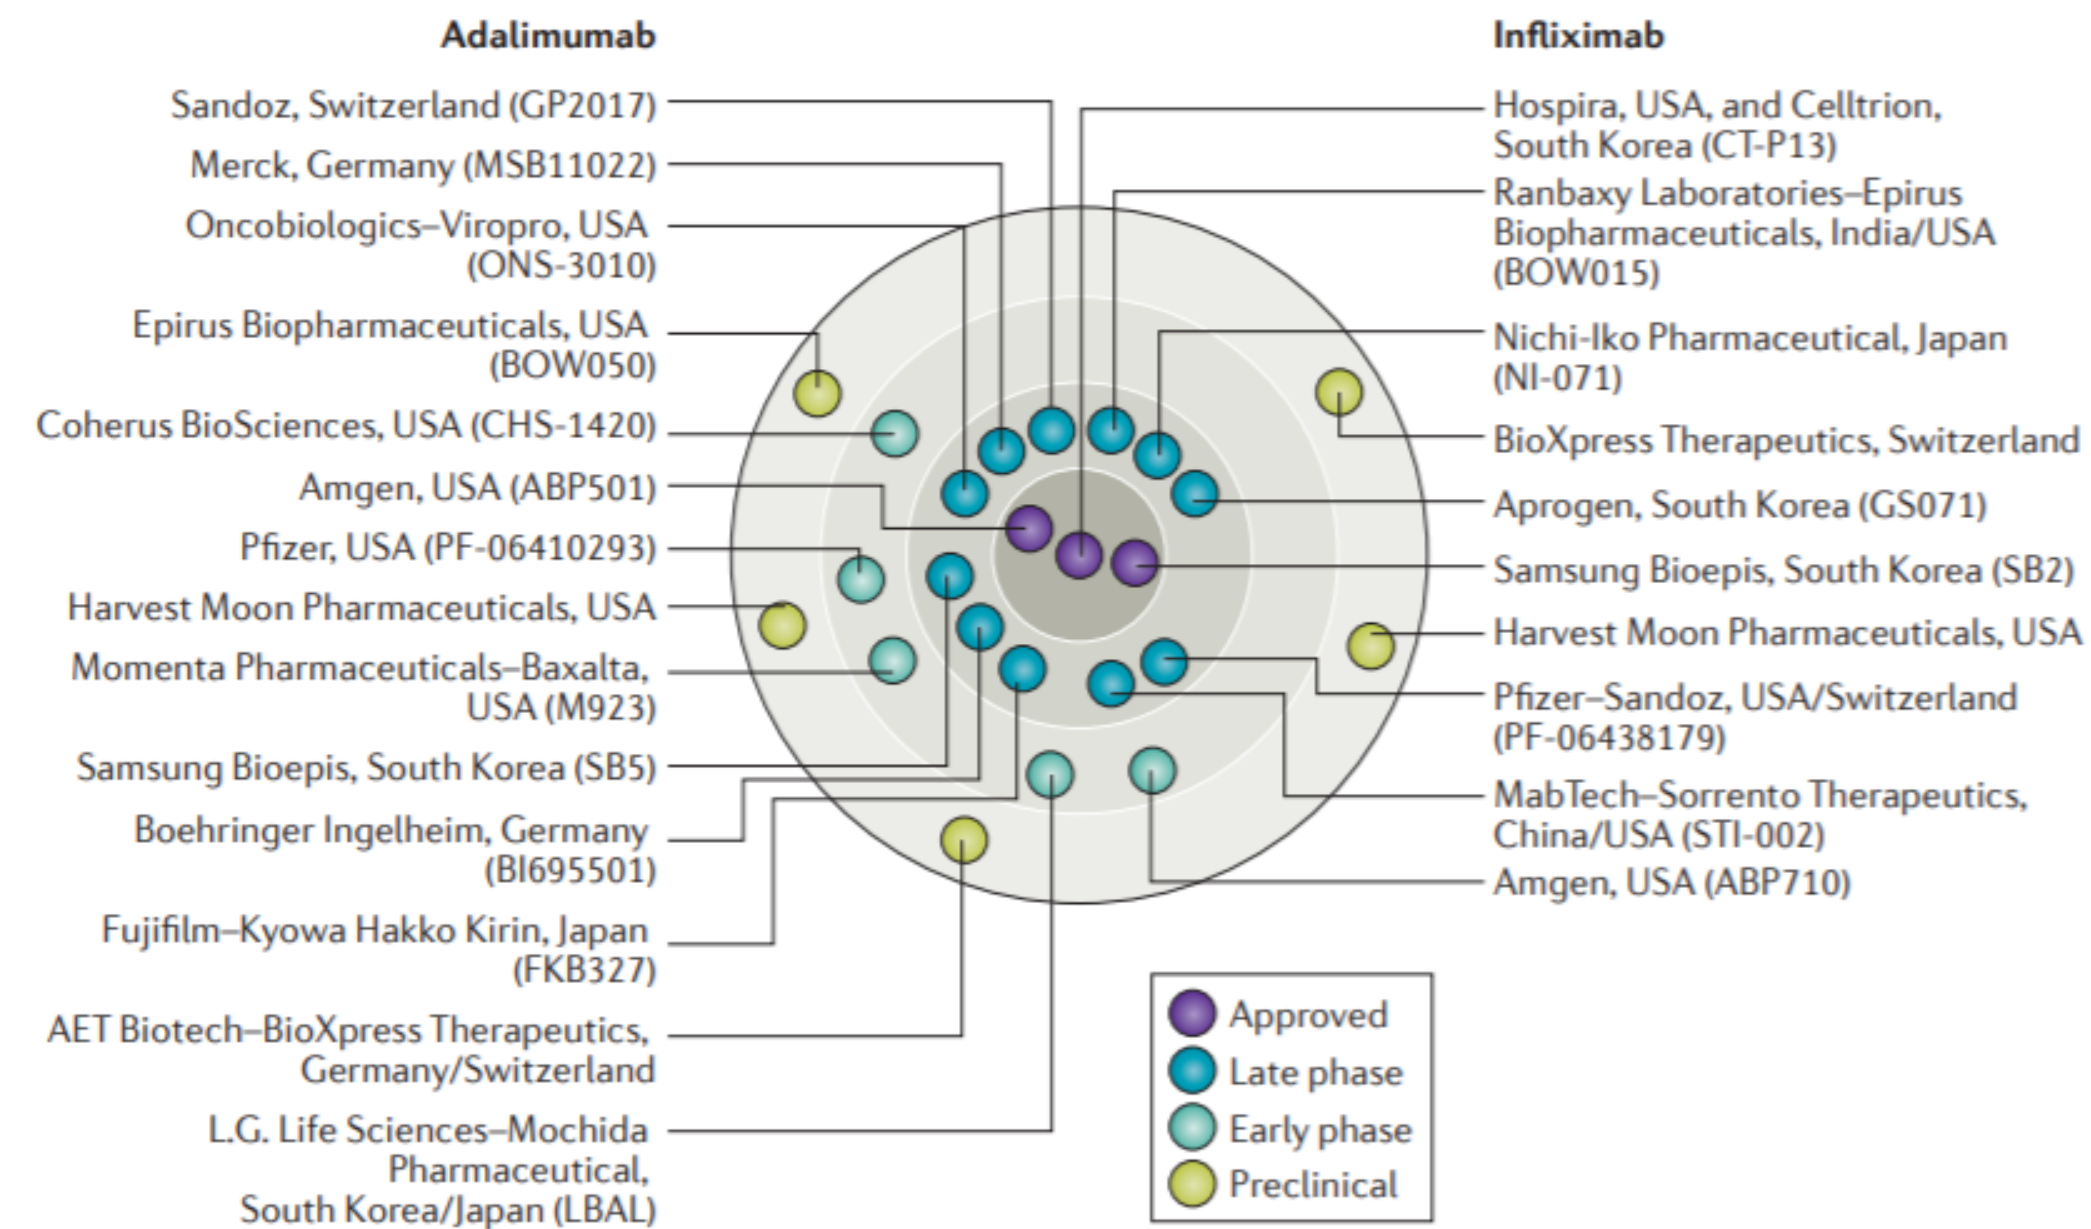 Adalimumab
Sandoz, Switzerland (GP2017)
Merck, Germany (MSB11022)
Oncobiologics–Viropro, USA
(ONS-3010)
Epirus Biopharmaceuticals, USA
(BOW050)
Coherus BioSciences, USA (CHS-1420)
Amgen, USA (ABP501)
Pfizer, USA (PF-06410293)
Harvest Moon Pharmaceuticals, USA
Momenta Pharmaceuticals–Baxalta,
USA (M923)
Samsung Bioepis, South Korea (SB5)
Boehringer Ingelheim, Germany
(BI695501)
Fujifilm–Kyowa Hakko Kirin, Japan
(FKB327)
AET Biotech–BioXpress Therapeutics,
Germany/Switzerland
L.G. Life Sciences–Mochida
Pharmaceutical,
South Korea/Japan (LBAL)
Infliximab
Hospira, USA, and Celltrion,
South Korea (CT-P13)
Ranbaxy Laboratories–Epirus
Biopharmaceuticals, India/USA
(BOW015)
Nichi-Iko Pharmaceutical, Japan
(NI-071)
BioXpress Therapeutics, Switzerland
Aprogen, South Korea (GS071)
Samsung Bioepis, South Korea (SB2)
Harvest Moon Pharmaceuticals, USA
Pfizer–Sandoz, USA/Switzerland
(PF-06438179)
MabTech–Sorrento Therapeutics,
China/USA (STI-002)
Amgen, USA (ABP710)
Approved
Late phase
Early phase
Preclinical